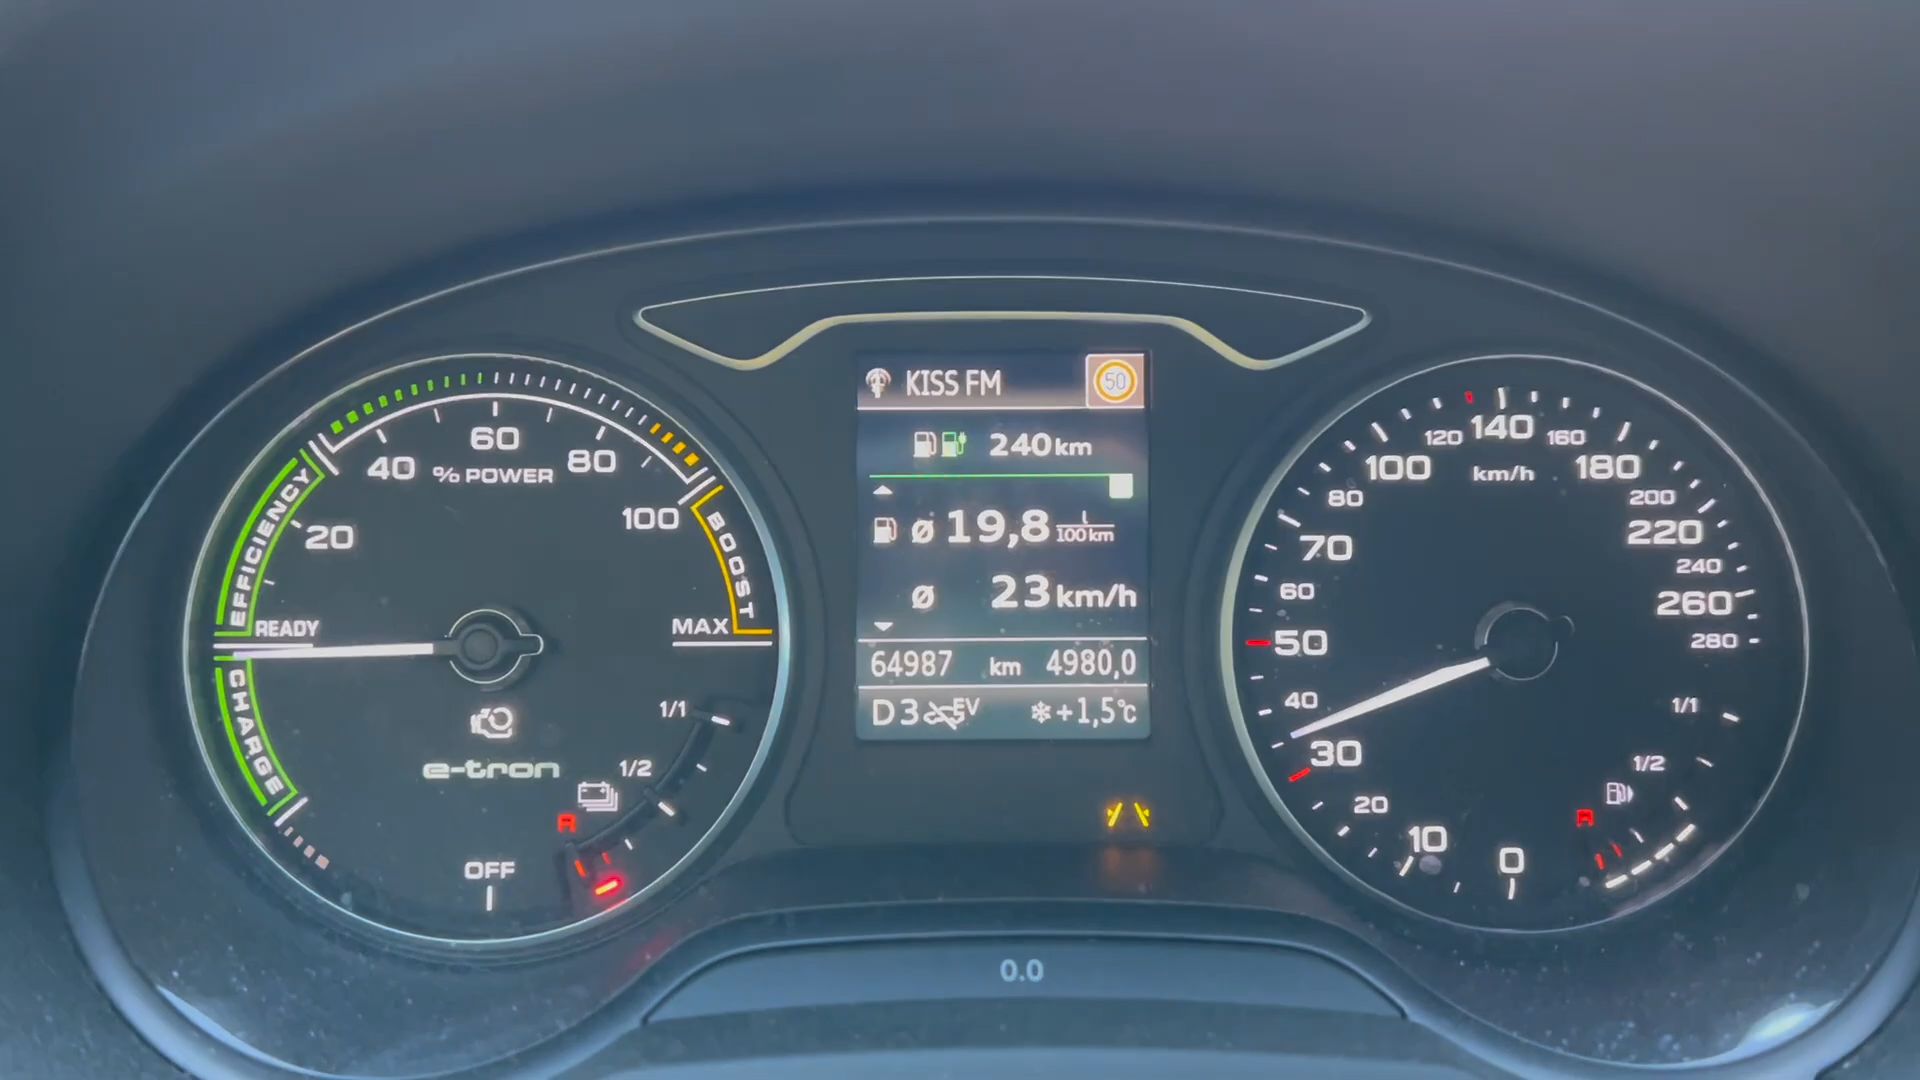 KISS FM 50
240 km
ø 19,8 l/100 km
ø 23 km/h
64987 km 4980,0
D3 EV +1,5°C
0.0
% POWER
OFF
READY
20
40
60
80
100
MAX
EFFICIENCY
CHARGE
BOOST
e-tron
1/1
1/2
R
km/h
0
10
20
30
40
50
60
70
80
100
120
140
160
180
200
220
240
260
280
1/1
1/2
R